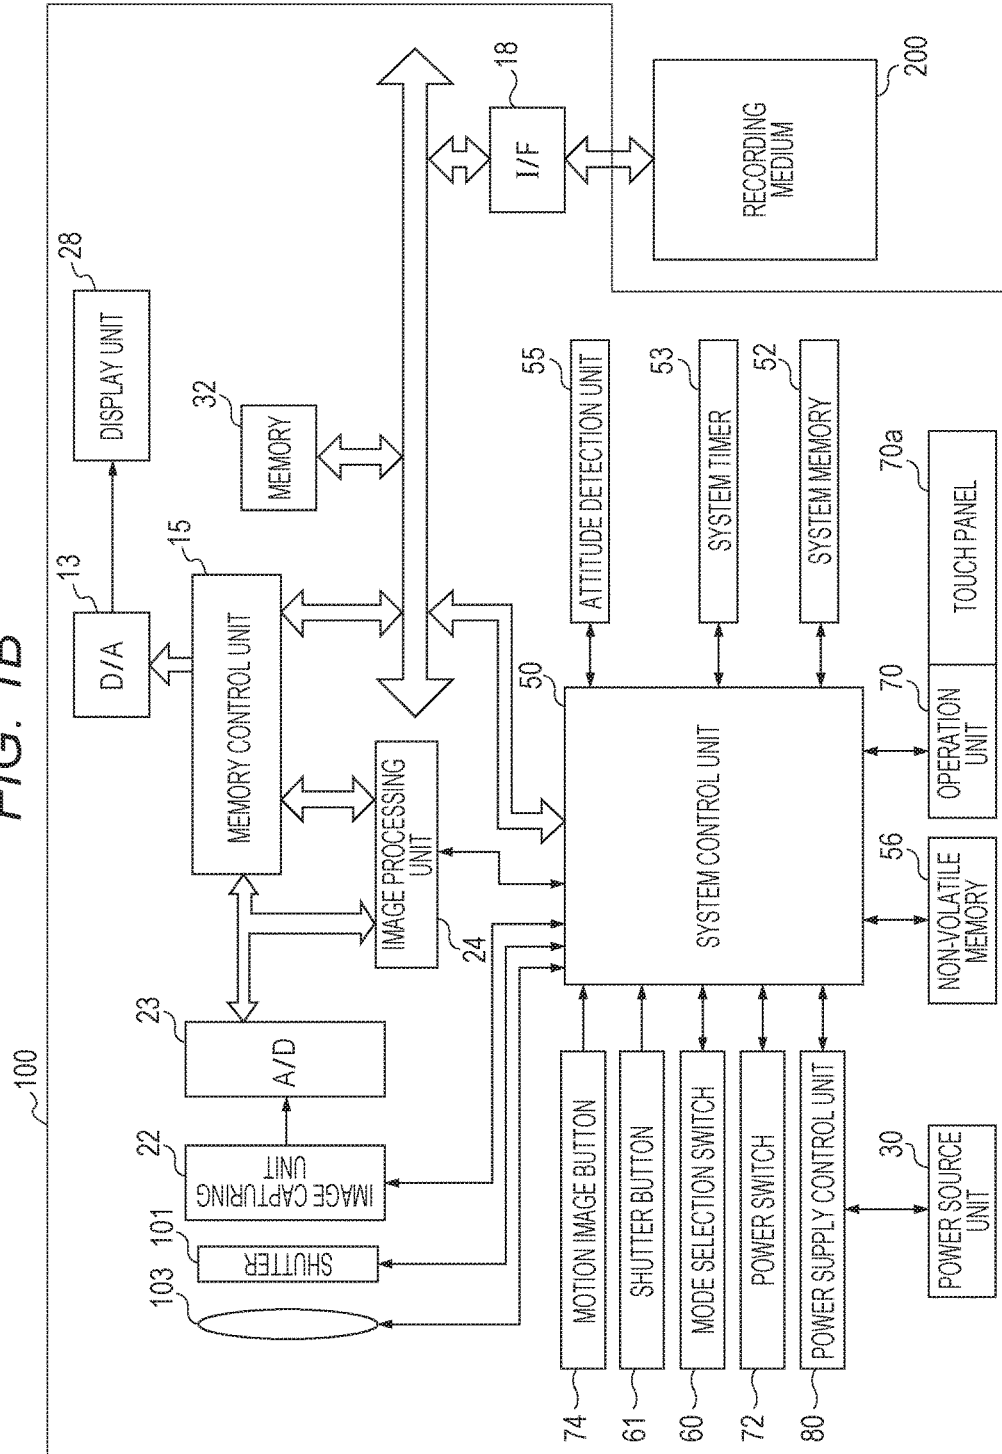 FIG. 1B
100
103
101
SHUTTER
22
IMAGE CAPTURING
UNIT
23
A/D
13
D/A
28
DISPLAY UNIT
15
MEMORY CONTROL UNIT
32
MEMORY
IMAGE PROCESSING
UNIT
24
18
I/F
RECORDING
MEDIUM
200
50
SYSTEM CONTROL UNIT
55
ATTITUDE DETECTION UNIT
53
SYSTEM TIMER
52
SYSTEM MEMORY
74
MOTION IMAGE BUTTON
61
SHUTTER BUTTON
60
MODE SELECTION SWITCH
72
POWER SWITCH
80
POWER SUPPLY CONTROL UNIT
30
POWER SOURCE
UNIT
56
NON-VOLATILE
MEMORY
70
OPERATION
UNIT
70a
TOUCH PANEL